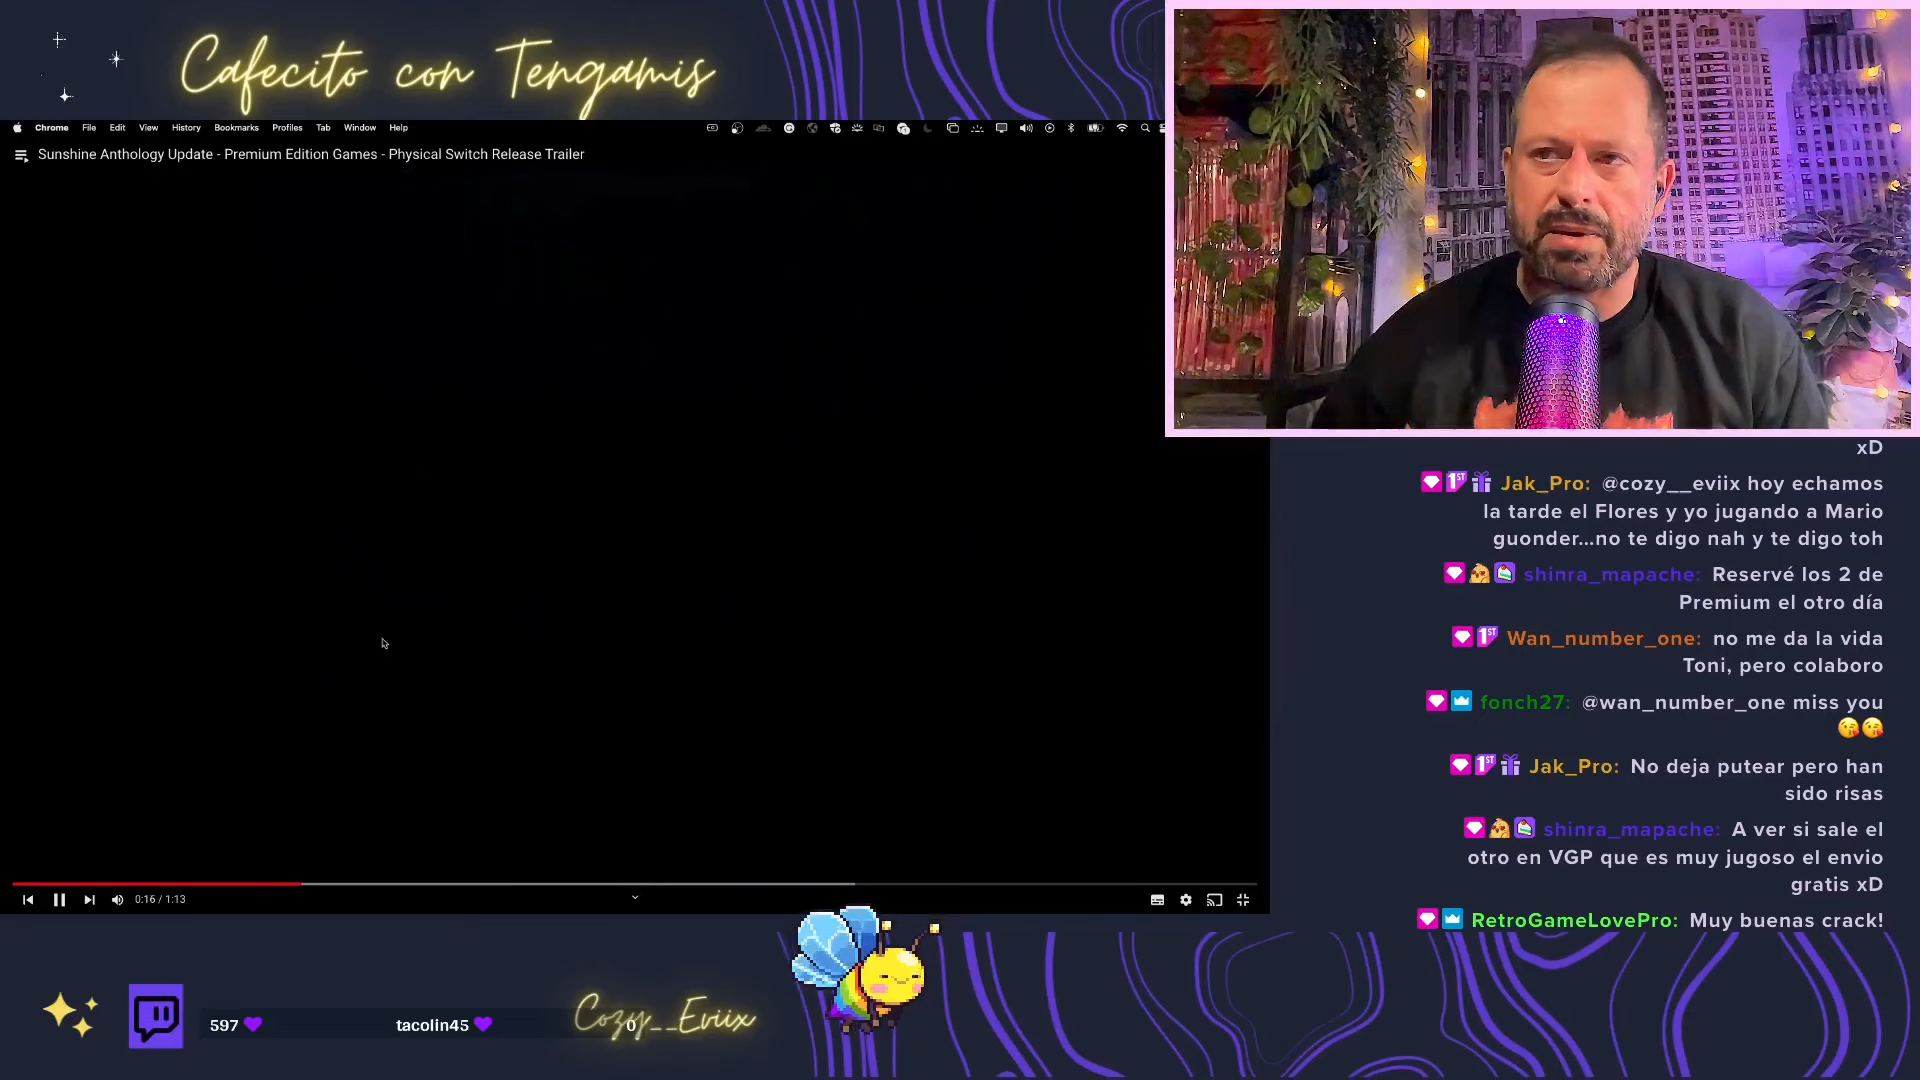 Cafecito con Tengamis
Chrome File Edit View History Bookmarks Profiles Tab Window Help
Sunshine Anthology Update - Premium Edition Games - Physical Switch Release Trailer
xD
Jak_Pro: @cozy__eviix hoy echamos
la tarde el Flores y yo jugando a Mario
guonder...no te digo nah y te digo toh
shinra_mapache: Reservé los 2 de
Premium el otro día
Wan_number_one: no me da la vida
Toni, pero colaboro
fonch27: @wan_number_one miss you
😘😘
Jak_Pro: No deja putear pero han
sido risas
shinra_mapache: A ver si sale el
otro en VGP que es muy jugoso el envio
gratis xD
RetroGameLovePro: Muy buenas crack!
0:16 / 1:13
597 💜 tacolin45 💜 0
Cozy__Eviix